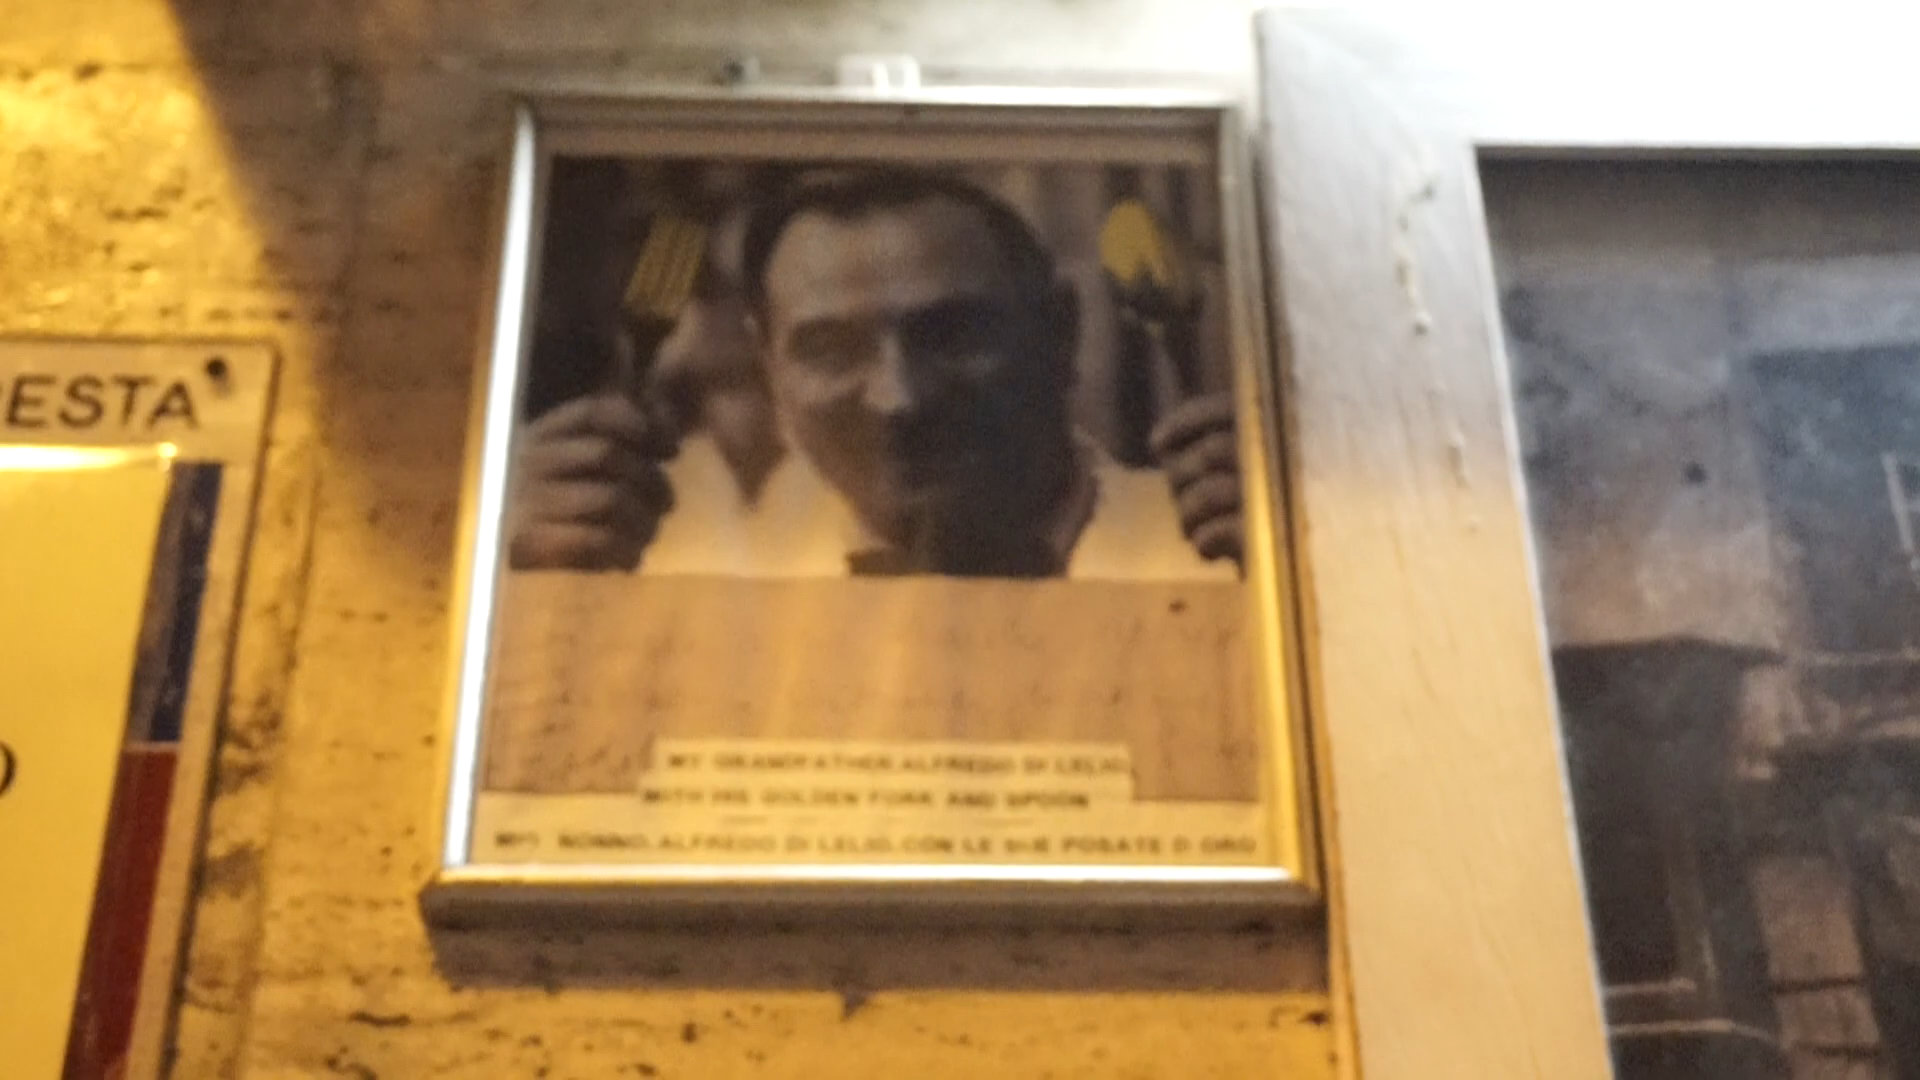 ESTA
MY GRANDFATHER ALFREDO DI LELIO
WITH HIS GOLDEN FORK AND SPOON
NONNO, ALFREDO DI LELIO, CON LE SUE POSATE D ORO